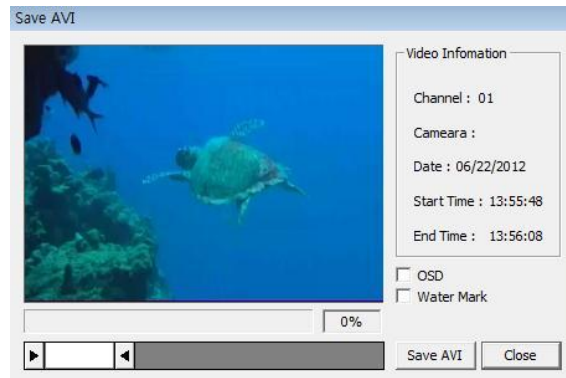 Save AVI
Video Infomation
Channel : 01
Cameara :
Date : 06/22/2012
Start Time : 13:55:48
End Time : 13:56:08
OSD
Water Mark
0%
Save AVI
Close